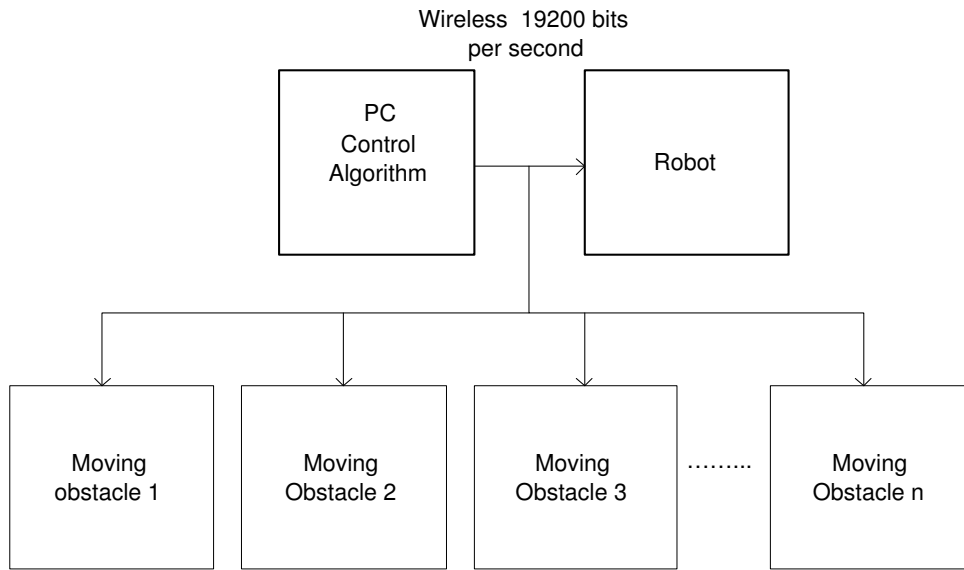 Wireless 19200 bits
per second
PC
Control
Algorithm
Robot
Moving
obstacle 1
Moving
Obstacle 2
Moving
Obstacle 3
……...
Moving
Obstacle n